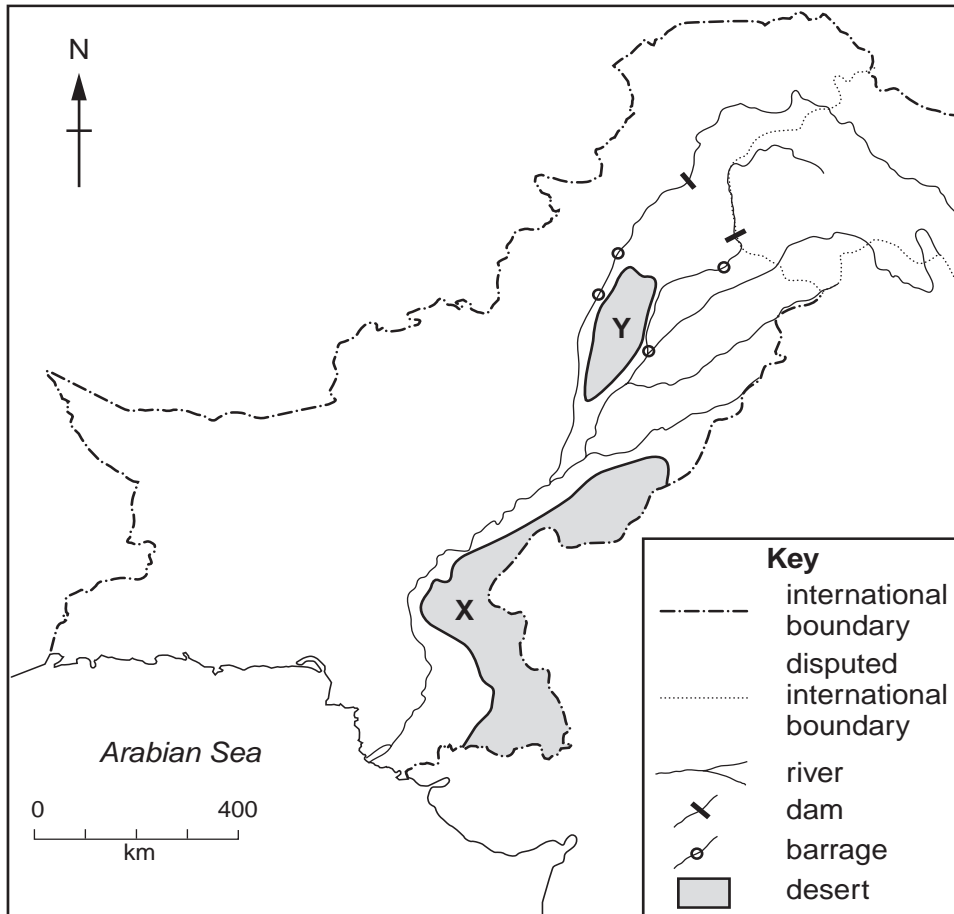 N
Y
X
Arabian Sea
0 400
km
Key
international
boundary
disputed
international
boundary
river
dam
barrage
desert